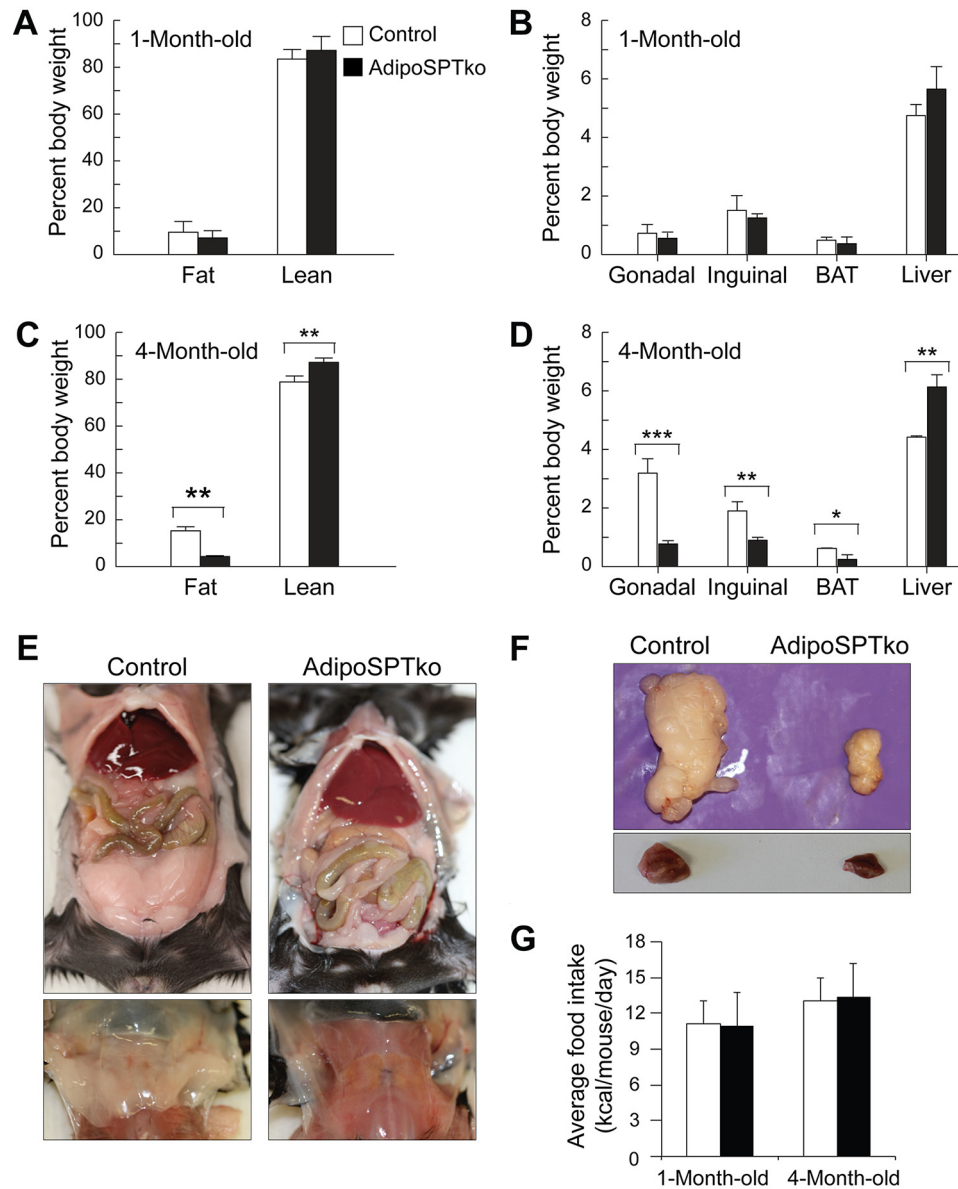 A
Percent body weight
100
80
60
40
20
0
1-Month-old
Control
AdipoSPTko
Fat Lean
B
Percent body weight
8
6
4
2
0
1-Month-old
Gonadal Inguinal BAT Liver
C
Percent body weight
100
80
60
40
20
0
4-Month-old
**
**
Fat Lean
D
Percent body weight
8
6
4
2
0
4-Month-old
***
**
*
**
Gonadal Inguinal BAT Liver
E
Control AdipoSPTko
F
Control AdipoSPTko
G
Average food intake
(kcal/mouse/day)
18
15
12
9
6
3
0
1-Month-old 4-Month-old